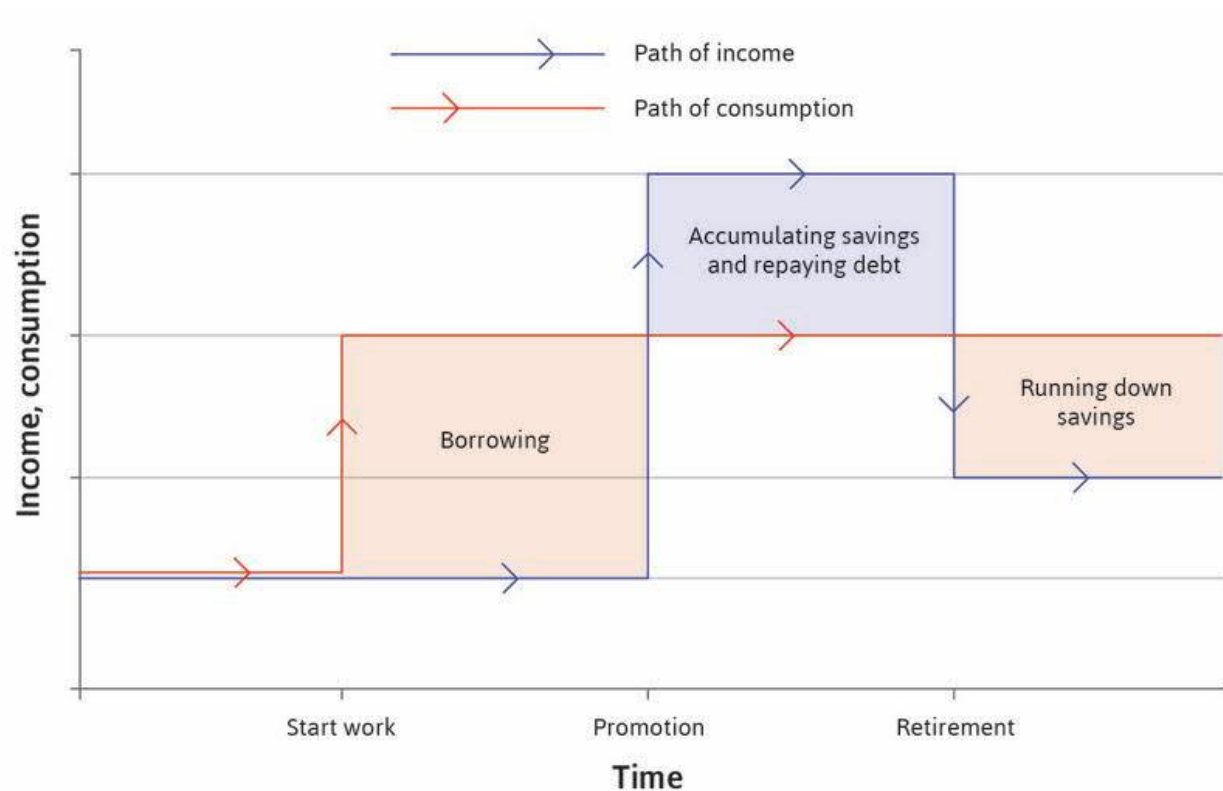 Path of income
Path of consumption
Income, consumption
Accumulating savings
and repaying debt
Borrowing
Running down
savings
Start work
Promotion
Retirement
Time